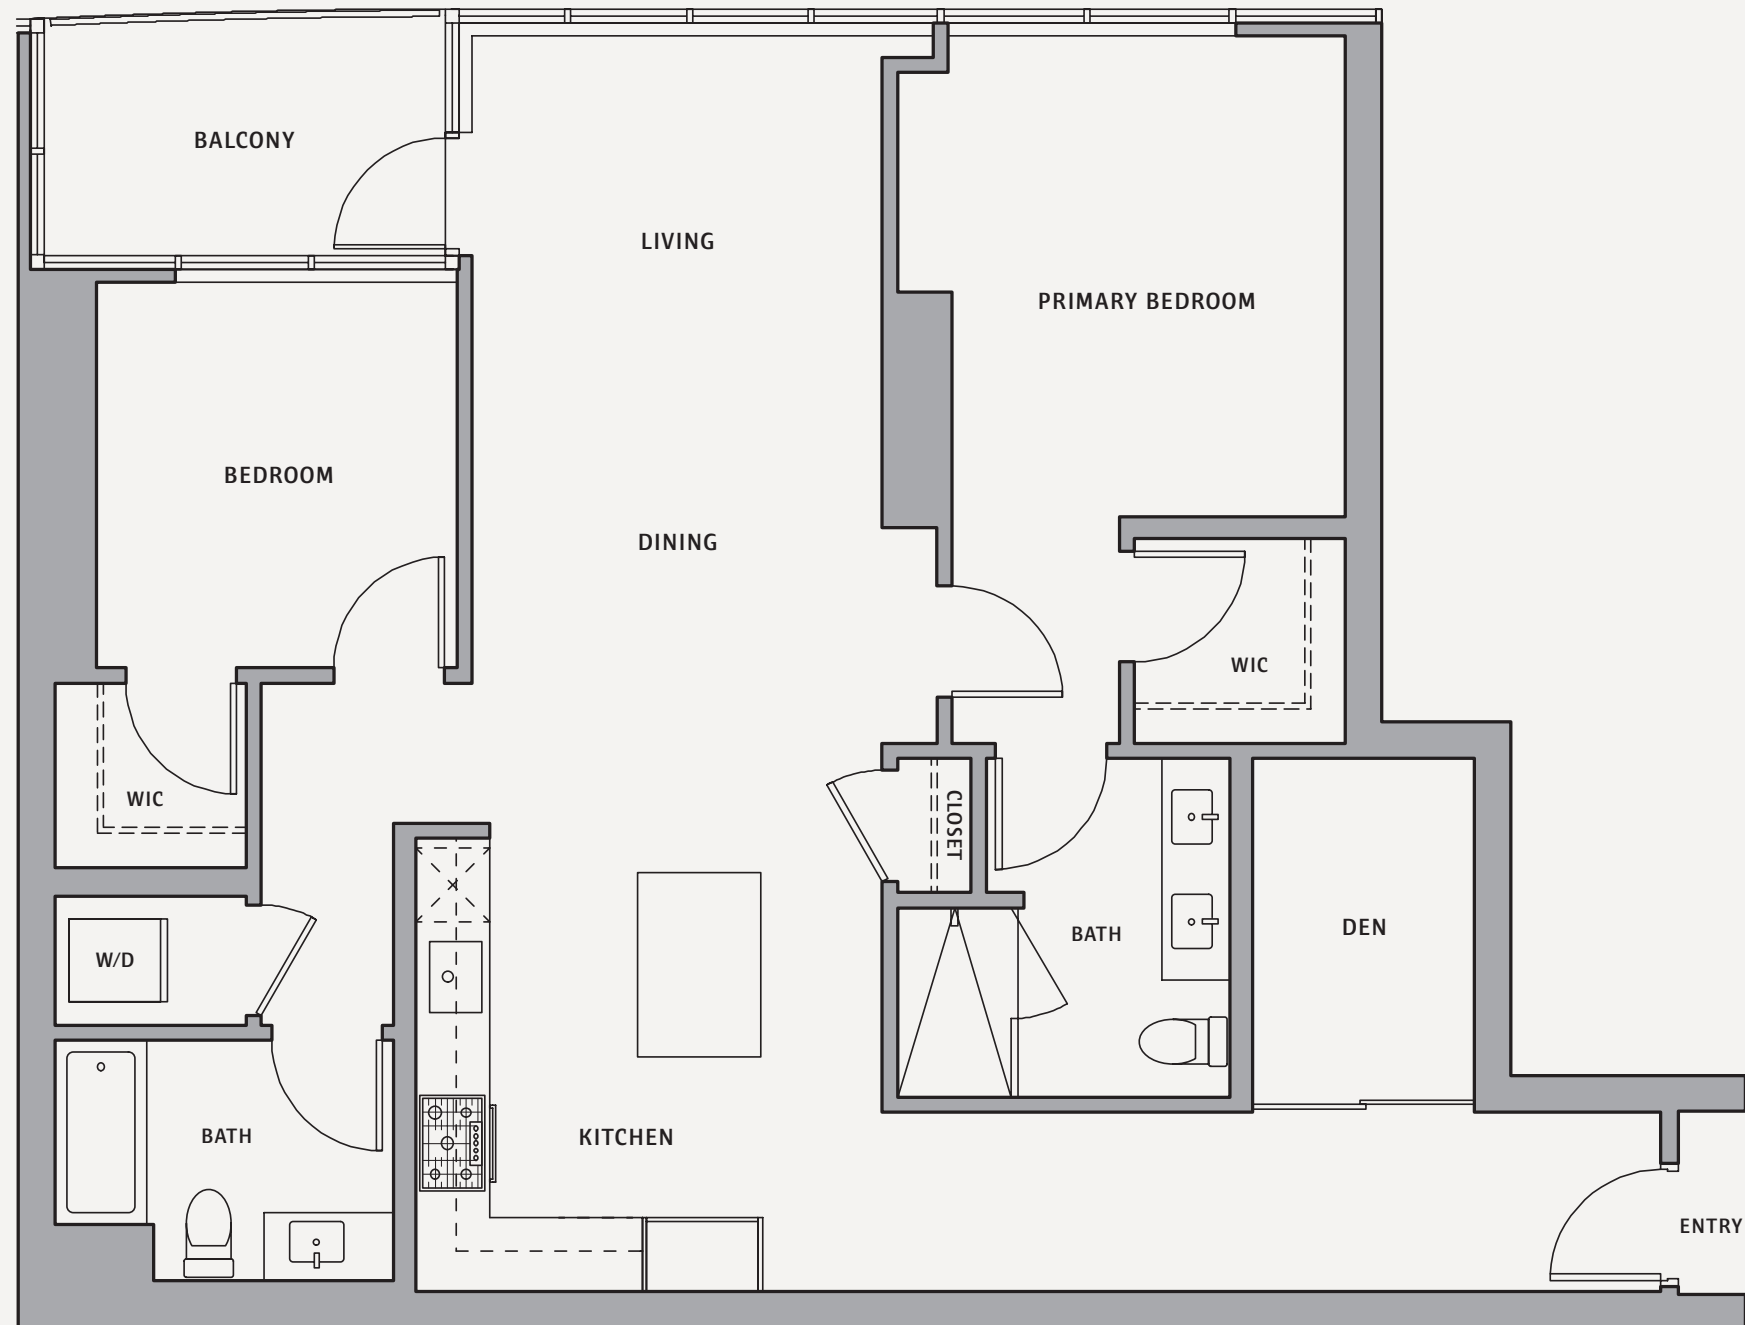 BALCONY
LIVING
PRIMARY BEDROOM
BEDROOM
DINING
WIC
WIC
CLOSET
DEN
BATH
W/D
BATH
KITCHEN
ENTRY